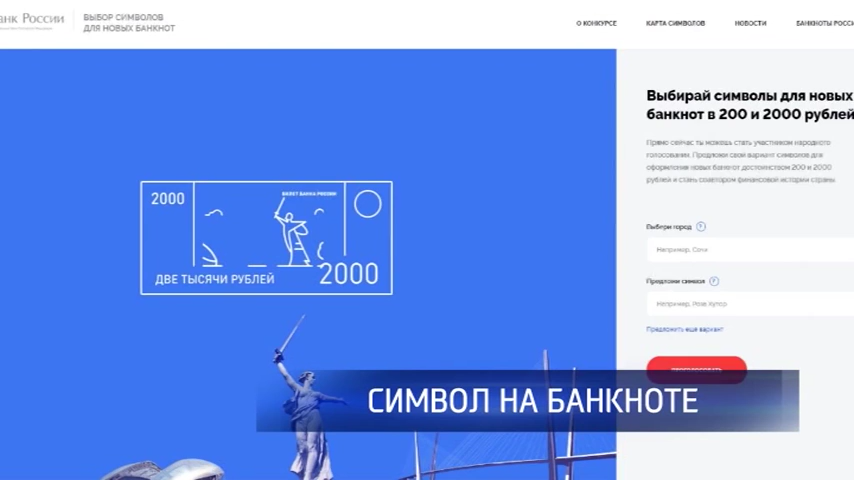 анк России
ВЫБОР СИМВОЛОВ
ДЛЯ НОВЫХ БАНКНОТ
О КОНКУРСЕ
КАРТА СИМВОЛОВ
НОВОСТИ
БАНКНОТЫ РОССИ
Выбирай символы для новых
банкнот в 200 и 2000 рублей
Прямо сейчас ты можешь стать участником народного
голосования. Предложи свой вариант символов для
оформления новых банкнот достоинством 200 и 2000
рублей и стань соавтором финансовой истории страны.
2000
БИЛЕТ БАНКА РОССИИ
ДВЕ ТЫСЯЧИ РУБЛЕЙ
2000
Выбери город ?
Например, Сочи
Предложи символ ?
Например, Роза Хутор
Предложить еще вариант
СИМВОЛ НА БАНКНОТЕ